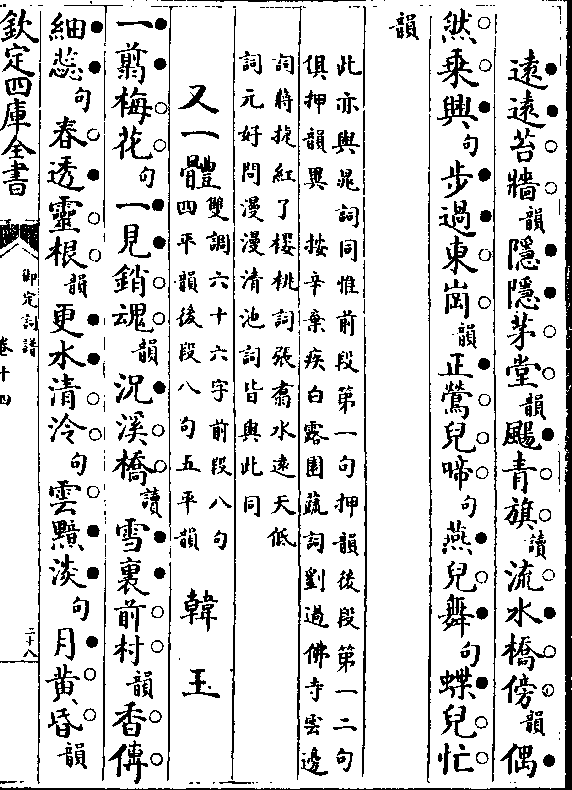 遠遠苔牆韻隱隱茅堂韻颺青旗讀流水橋傍韻偶
然乗興句步過東岡韻正鶯兒啼句燕兒舞句蝶兒忙
韻
此亦與晁詞同惟前段第一句押韻後段第一二句
俱押韻異 按辛棄疾白露園蔬詞劉過佛寺雲邊
詞蔣捷紅了櫻桃詞張翥水遠天低
詞元好問漫漫清池詞皆與此同
又一體雙調六十六字前段八句
四平韻後段八句五平韻 韓玉
一翦梅花句一見銷魂韻況溪橋讀雪裏前村韻香傳
細蕊句春透靈根韻更水清泠句雲黯淡句月黄昏韻
欽定四庫全書
御定詞譜
卷十四
二十八